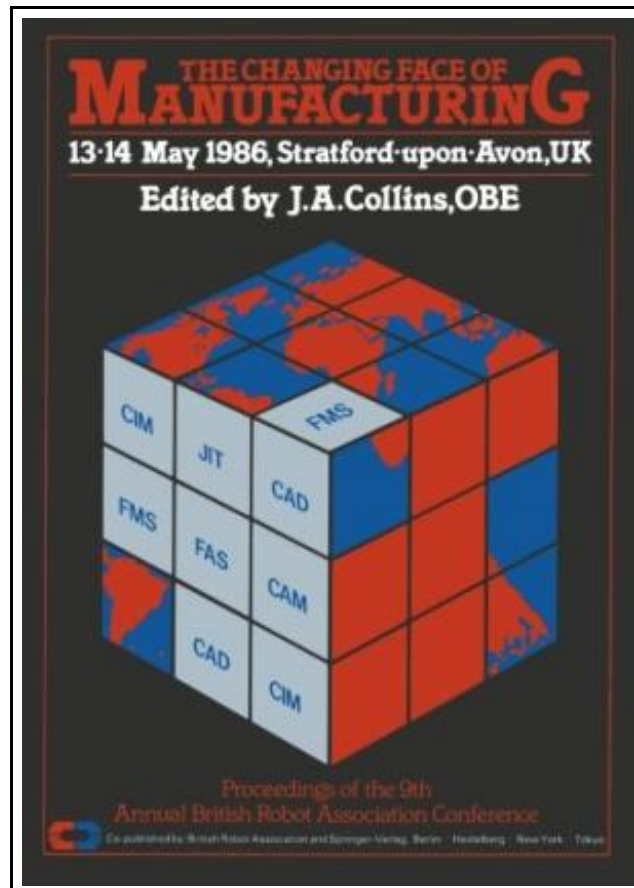 THE CHANGING FACE OF
MANUFACTURING
13·14 May 1986, Stratford·upon·Avon, UK
Edited by J.A.Collins, OBE
FMS
CIM
JIT
CAD
FMS
FAS
CAM
CAD
CIM
Proceedings of the 9th
Annual British Robot Association Conference
Co-published by British Robot Association and Springer-Verlag, Berlin · Heidelberg · New York · Tokyo